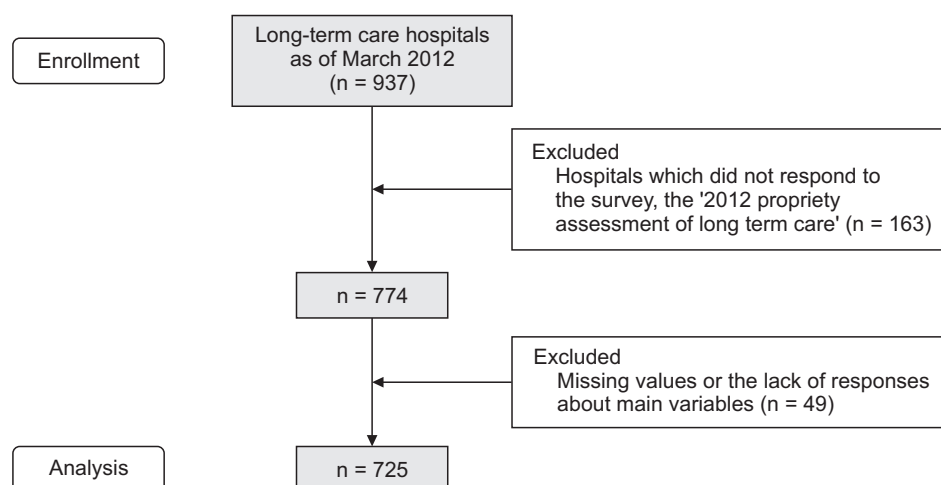 Enrollment
Long-term care hospitals
as of March 2012
(n = 937)
Excluded
Hospitals which did not respond to
the survey, the '2012 propriety
assessment of long term care' (n = 163)
n = 774
Excluded
Missing values or the lack of responses
about main variables (n = 49)
Analysis
n = 725